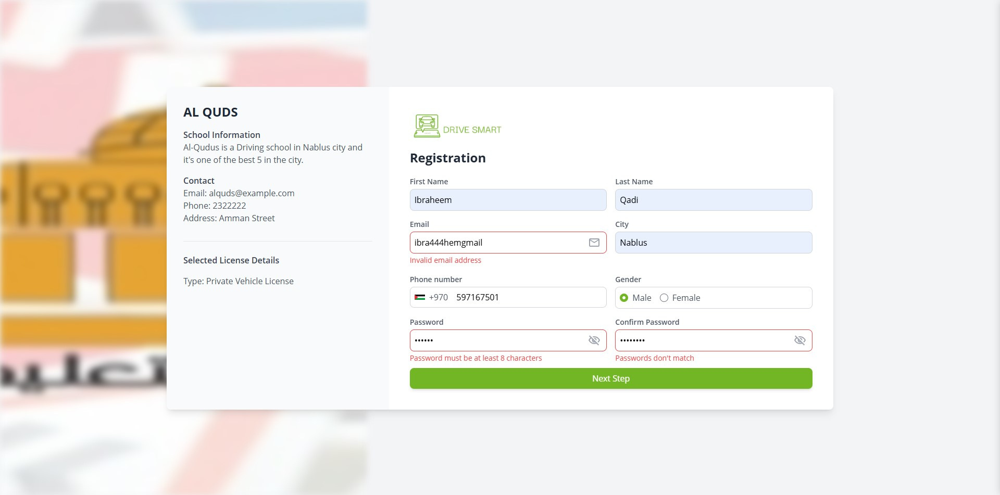 AL QUDS
School Information
Al-Qudus is a Driving school in Nablus city and
it's one of the best 5 in the city.
Contact
Email: alquds@example.com
Phone: 2322222
Address: Amman Street
Selected License Details
Type: Private Vehicle License
DRIVE SMART
Registration
First Name
Ibraheem
Last Name
Qadi
Email
ibra444hemgmail
Invalid email address
City
Nablus
Phone number
+970 597167501
Gender
Male Female
Password
••••••
Password must be at least 8 characters
Confirm Password
••••••••
Passwords don't match
Next Step